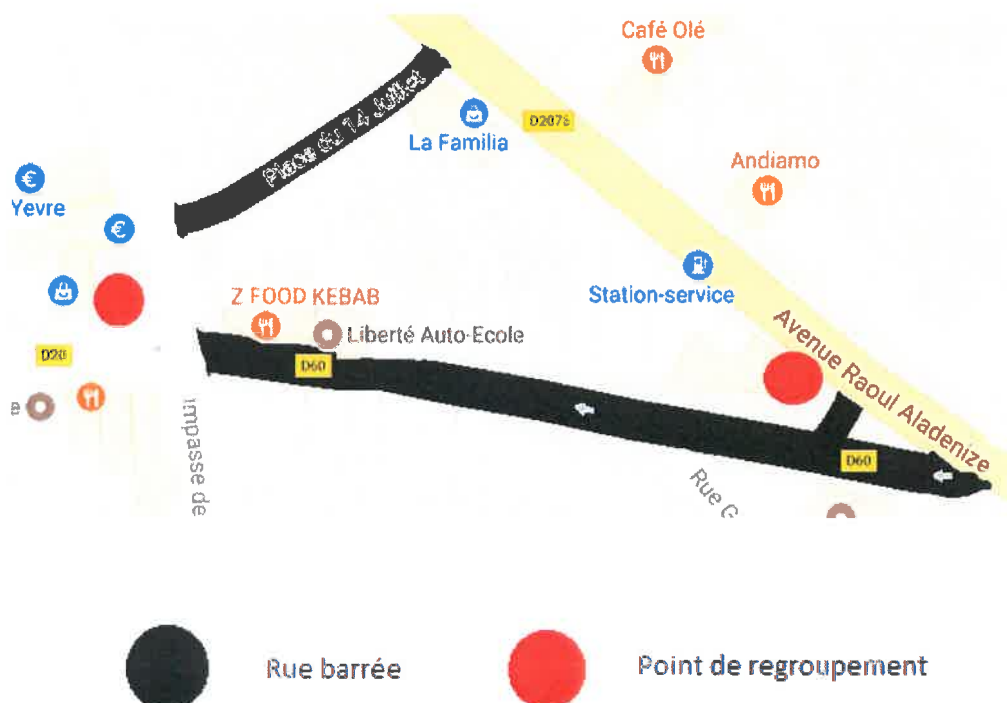 Café Olé
Place du 14 Juillet
La Familia
D2076
Andiamo
Yevre
Station-service
Z FOOD KEBAB
Liberté Auto-Ecole
D60
D20
Avenue Raoul Aladenize
Impasse de
Rue G
D60
Rue barrée
Point de regroupement